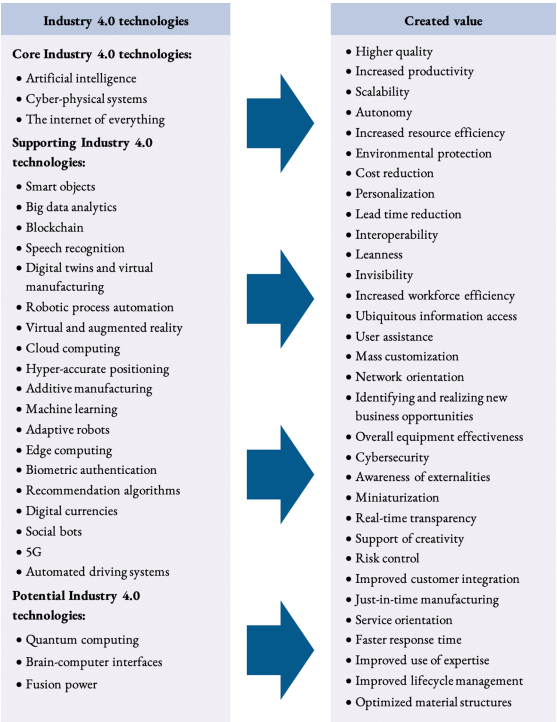 Industry 4.0 technologies
Core Industry 4.0 technologies:
• Artificial intelligence
• Cyber-physical systems
• The internet of everything
Supporting Industry 4.0
technologies:
• Smart objects
• Big data analytics
• Blockchain
• Speech recognition
• Digital twins and virtual
manufacturing
• Robotic process automation
• Virtual and augmented reality
• Cloud computing
• Hyper-accurate positioning
• Additive manufacturing
• Machine learning
• Adaptive robots
• Edge computing
• Biometric authentication
• Recommendation algorithms
• Digital currencies
• Social bots
• 5G
• Automated driving systems
Potential Industry 4.0
technologies:
• Quantum computing
• Brain-computer interfaces
• Fusion power
Created value
• Higher quality
• Increased productivity
• Scalability
• Autonomy
• Increased resource efficiency
• Environmental protection
• Cost reduction
• Personalization
• Lead time reduction
• Interoperability
• Leanness
• Invisibility
• Increased workforce efficiency
• Ubiquitous information access
• User assistance
• Mass customization
• Network orientation
• Identifying and realizing new
business opportunities
• Overall equipment effectiveness
• Cybersecurity
• Awareness of externalities
• Miniaturization
• Real-time transparency
• Support of creativity
• Risk control
• Improved customer integration
• Just-in-time manufacturing
• Service orientation
• Faster response time
• Improved use of expertise
• Improved lifecycle management
• Optimized material structures